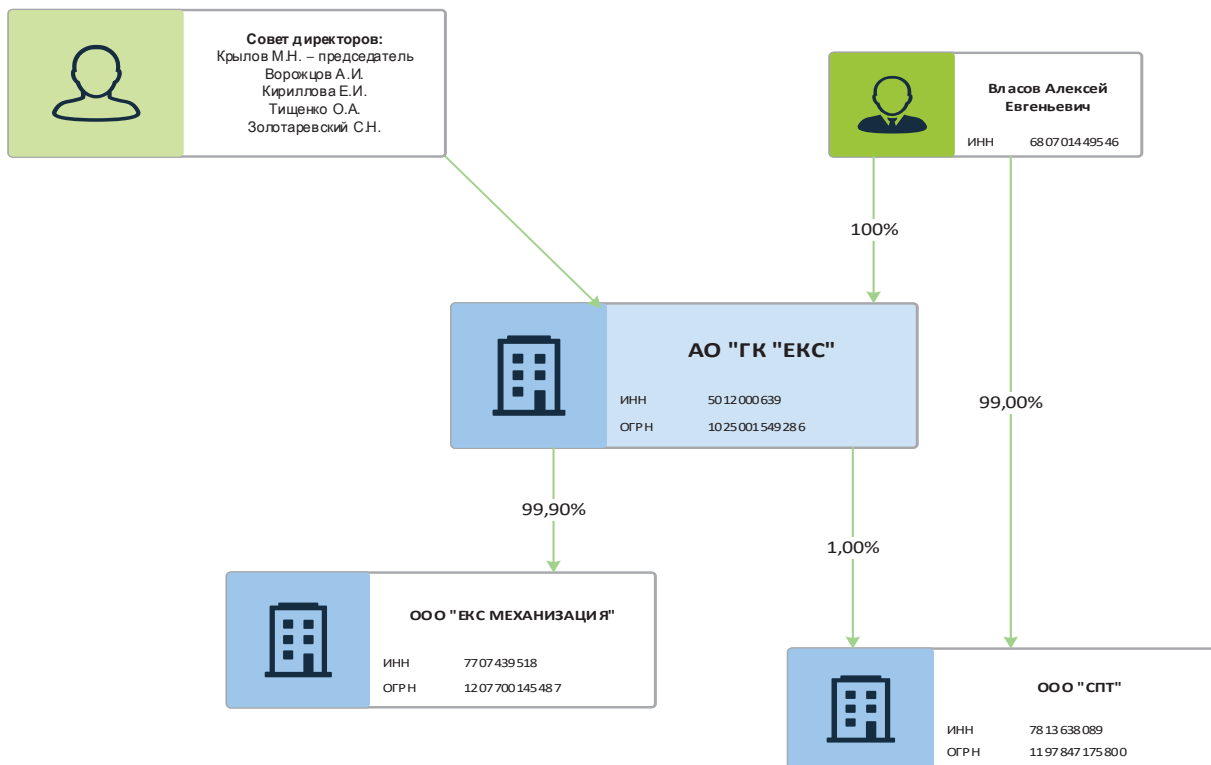 Совет директоров:
Крылов М.Н. – председатель
Ворожцов А.И.
Кириллова Е.И.
Тищенко О.А.
Золотаревский С.Н.
Власов Алексей
Евгеньевич
ИНН 680701449546
100%
АО "ГК "ЕКС"
ИНН 5012000639
ОГРН 1025001549286
99,00%
99,90%
1,00%
ООО "ЕКС МЕХАНИЗАЦИЯ"
ИНН 7707439518
ОГРН 1207700145487
ООО "СПТ"
ИНН 7813638089
ОГРН 1197847175800